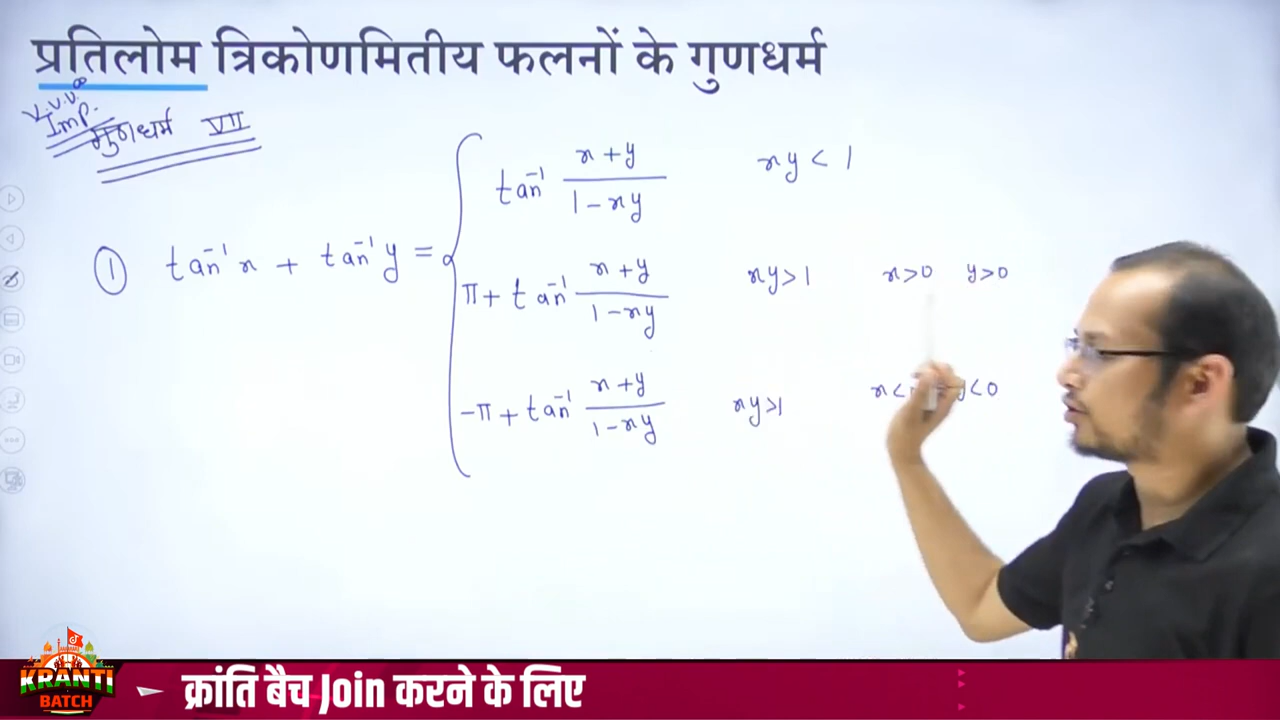 प्रतिलोम त्रिकोणमितीय फलनों के गुणधर्म
V.V.V.
Imp.
गुणधर्म VII
tan⁻¹ (x+y)/(1-xy) xy < 1
① tan⁻¹x + tan⁻¹y = {
π + tan⁻¹ (x+y)/(1-xy) xy>1 x>0 y>0
-π + tan⁻¹ (x+y)/(1-xy) xy>1 x< y<0
KRANTI
BATCH
क्रांति बैच Join करने के लिए